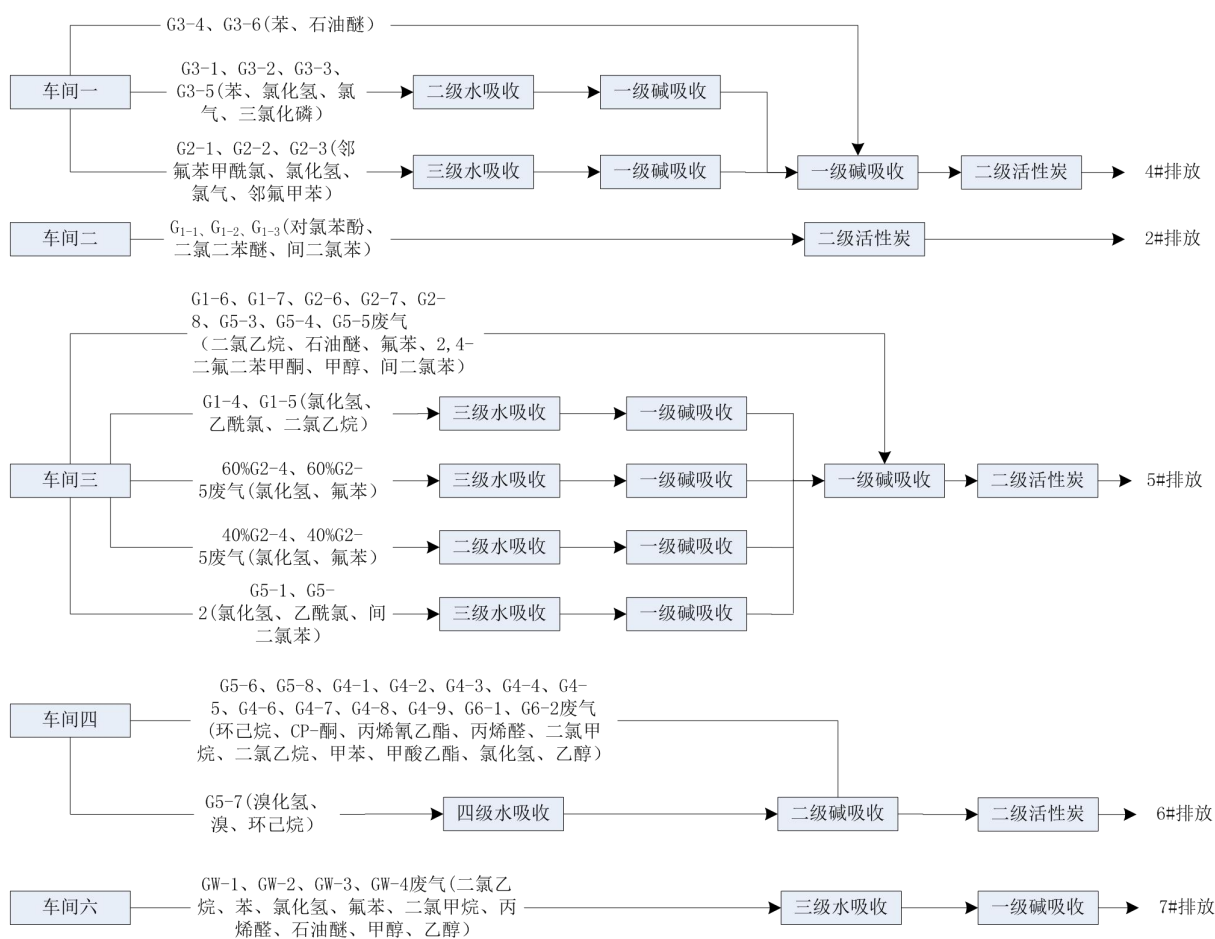 G3-4、G3-6(苯、石油醚）
车间一
G3-1、G3-2、G3-3、
G3-5(苯、氯化氢、氯
气、三氯化磷）
二级水吸收
一级碱吸收
G2-1、G2-2、G2-3(邻
氟苯甲酰氯、氯化氢、
氯气、邻氟甲苯）
三级水吸收
一级碱吸收
一级碱吸收
二级活性炭
4#排放
车间二
G1-1、G1-2、G1-3(对氯苯酚、
二氯二苯醚、间二氯苯）
二级活性炭
2#排放
G1-6、G1-7、G2-6、G2-7、G2-
8、G5-3、G5-4、G5-5废气
（二氯乙烷、石油醚、氟苯、2,4-
二氟二苯甲酮、甲醇、间二氯苯）
G1-4、G1-5(氯化氢、
乙酰氯、二氯乙烷）
三级水吸收
一级碱吸收
车间三
60%G2-4、60%G2-
5废气(氯化氢、氟苯）
三级水吸收
一级碱吸收
一级碱吸收
二级活性炭
5#排放
40%G2-4、40%G2-
5废气(氯化氢、氟苯）
二级水吸收
一级碱吸收
G5-1、G5-
2(氯化氢、乙酰氯、间
二氯苯）
三级水吸收
一级碱吸收
车间四
G5-6、G5-8、G4-1、G4-2、G4-3、G4-4、G4-
5、G4-6、G4-7、G4-8、G4-9、G6-1、G6-2废气
(环己烷、CP-酮、丙烯氰乙酯、丙烯醛、二氯甲
烷、二氯乙烷、甲苯、甲酸乙酯、氯化氢、乙醇）
G5-7(溴化氢、
溴、环己烷）
四级水吸收
二级碱吸收
二级活性炭
6#排放
车间六
GW-1、GW-2、GW-3、GW-4废气(二氯乙
烷、苯、氯化氢、氟苯、二氯甲烷、丙
烯醛、石油醚、甲醇、乙醇）
三级水吸收
一级碱吸收
7#排放